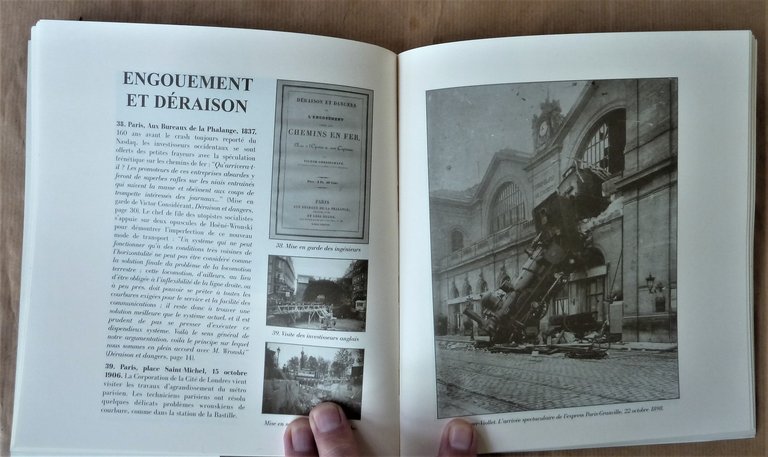 ENGOUEMENT
ET DÉRAISON
38. Paris, Aux Bureaux de la Phalange, 1837.
160 ans avant le crash toujours reporté du
Nasdaq, les investisseurs occidentaux se sont
offerts des petites frayeurs avec la spéculation
frénétique sur les chemins de fer : "Qu'arrivera t
il ? Les promoteurs de ces entreprises absurdes y
feront de superbes rafles sur les niais entraînés
qui suivent la masse et obéissent aux coups de
trompette intéressés des journaux..." (Mise en
garde de Victor Considérant, Déraison et dangers,
page 30). Le chef de file des utopistes socialistes
s'appuie sur deux opuscules de Hoëne-Wronski
pour démontrer l'imperfection de ce nouveau
mode de transport : "Un système qui ne peut
fonctionner qu'à des conditions très voisines de
l'horizontalité ne peut pas être considéré comme
la solution finale du problème de la locomotion
terrestre : cette locomotion, d'ailleurs, au lieu
d'être obligée à l'inflexibilité de la ligne droite, ou
à peu près, doit pouvoir se prêter à toutes les
courbures exigées pour le service et la facilité des
communications ; il reste donc à trouver une
solution meilleure que le système actuel, et il est
prudent de pas se presser d'exécuter ce
dispendieux système. Voilà le sens général de
notre argumentation, voilà le principe sur lequel
nous sommes en plein accord avec M. Wronski"
(Déraison et dangers, page 14).
39. Paris, place Saint-Michel, 15 octobre
1906. La Corporation de la Cité de Londres vient
visiter les travaux d'agrandissement du métro
parisien. Les techniciens parisiens ont résolu
quelques délicats problèmes wronskiens de
courbure, comme dans la station de la Bastille.
DÉRAISON ET DANGERS
DE
L'ENGOÛMENT
POUR LES
CHEMINS EN FER,
VICTOR CONSIDERANT,
PARIS
38. Mise en garde des ingénieurs
39. Visite des investisseurs anglais
Mise en
-Viollet. L'arrivée spectaculaire de l'express Paris-Granville, 22 octobre 1898.